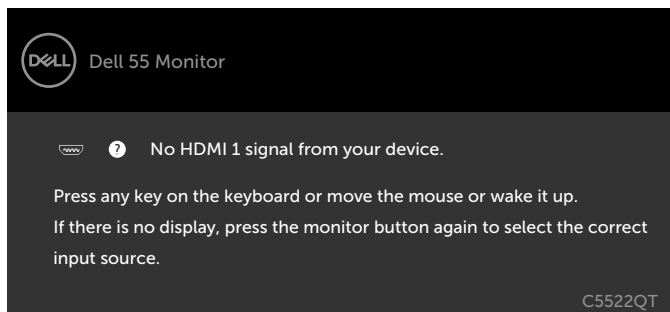 DELL
Dell 55 Monitor
? No HDMI 1 signal from your device.
Press any key on the keyboard or move the mouse or wake it up.
If there is no display, press the monitor button again to select the correct
input source.
C5522QT